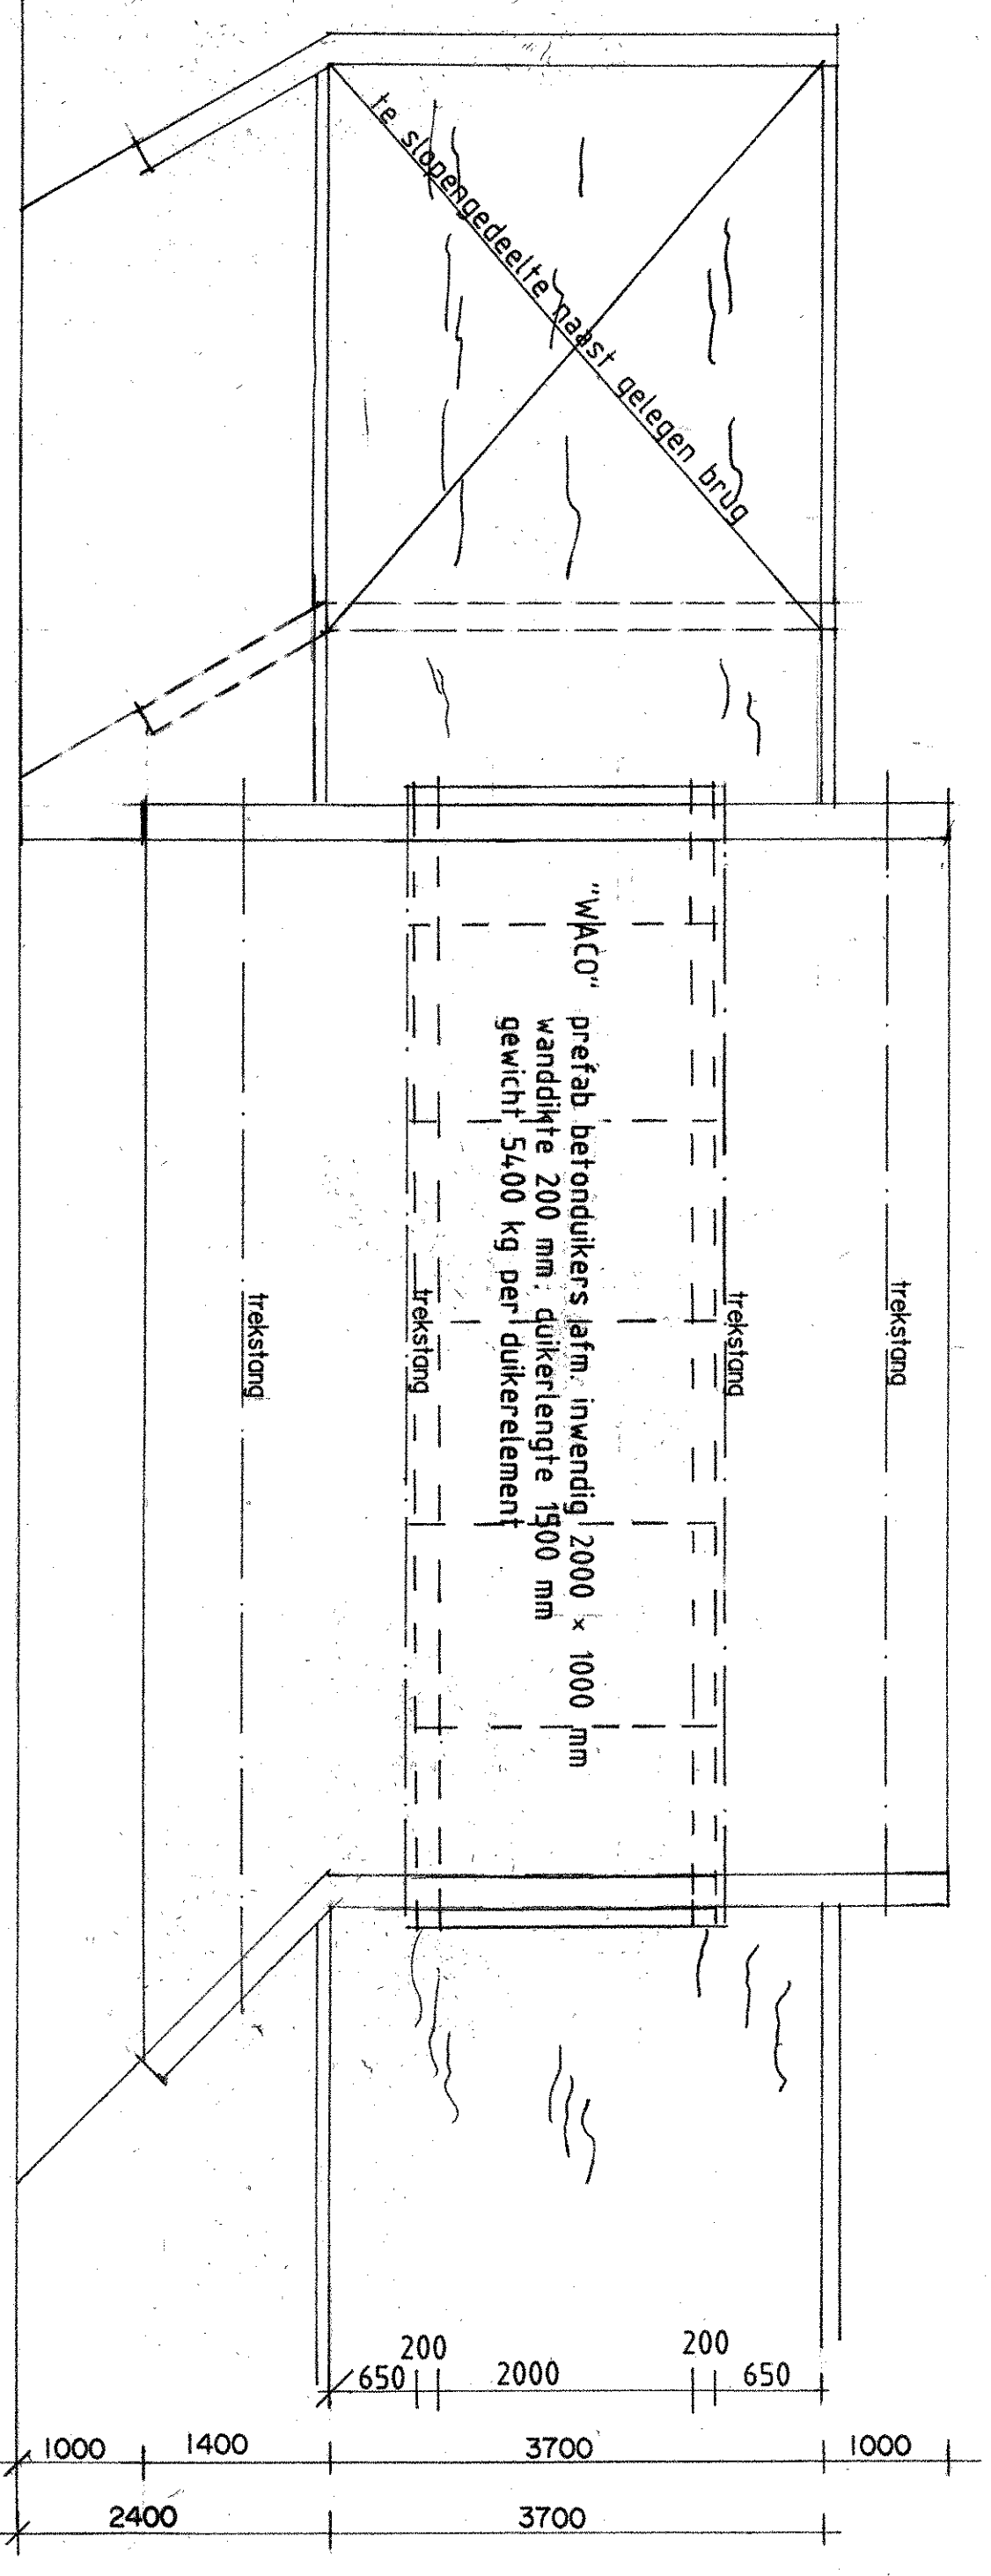 te slopengedeelte naast gelegen brug
"WACO" prefab betonduikers afm. inwendig 2000 × 1000 mm
wanddikte 200 mm. duikerlengte 1500 mm
gewicht 5400 kg per duikerelement
trekstang
trekstang
trekstang
trekstang
200 200
650 2000 650
1000 1400 3700 1000
2400 3700